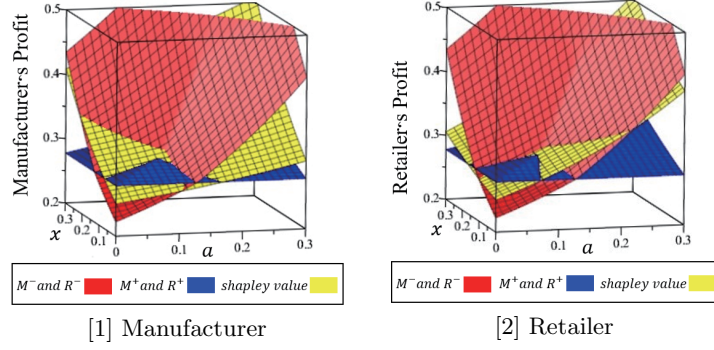 Manufacturer's Profit
0.5
0.4
0.3
0.2
0.3
0.2
0.1
x
0
0.1
a
0.2
0.3
M⁻and R⁻ M⁺and R⁺ shapley value
[1] Manufacturer
Retailer's Profit
0.5
0.4
0.3
0.2
0.3
0.2
0.1
x
0
0.1
a
0.2
0.3
M⁻and R⁻ M⁺and R⁺ shapley value
[2] Retailer